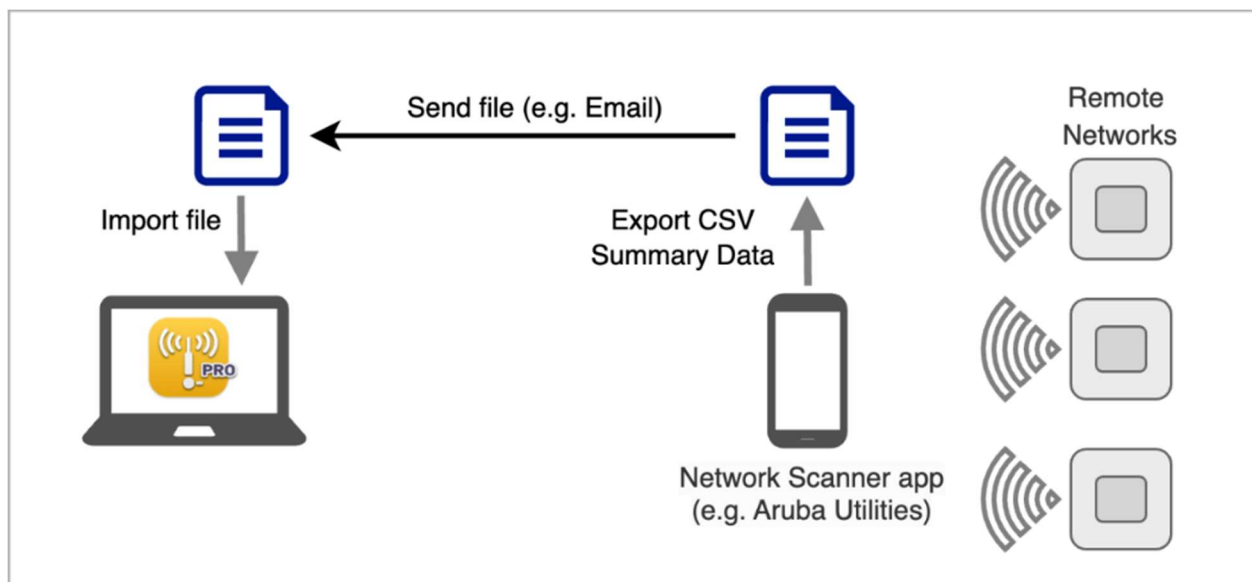 Send file (e.g. Email)
Remote
Networks
Import file
Export CSV
Summary Data
PRO
Network Scanner app
(e.g. Aruba Utilities)